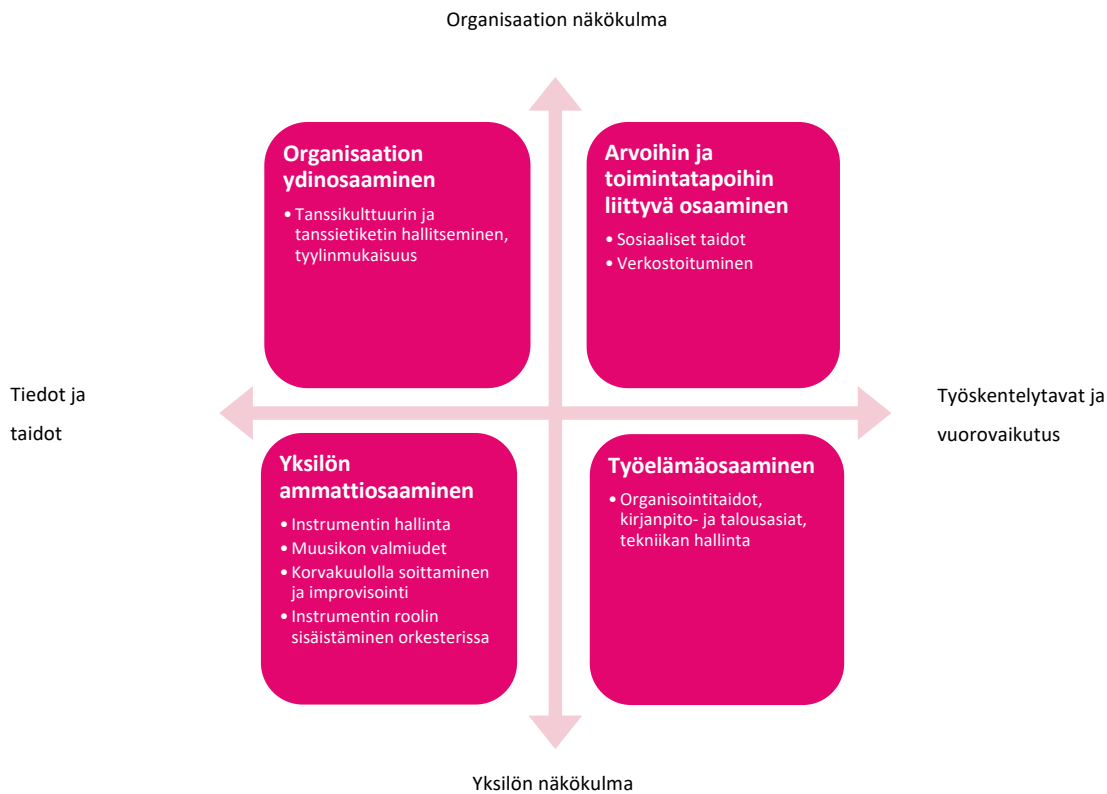 Organisaation näkökulma
Organisaation
ydinosaaminen
• Tanssikulttuurin ja
tanssietiketin hallitseminen,
tyylinmukaisuus
Arvoihin ja
toimintatapoihin
liittyvä osaaminen
• Sosiaaliset taidot
• Verkostoituminen
Tiedot ja
taidot
Työskentelytavat ja
vuorovaikutus
Yksilön
ammattiosaaminen
• Instrumentin hallinta
• Muusikon valmiudet
• Korvakuulolla soittaminen
ja improvisointi
• Instrumentin roolin
sisäistäminen orkesterissa
Työelämäosaaminen
• Organisointitaidot,
kirjanpito- ja talousasiat,
tekniikan hallinta
Yksilön näkökulma